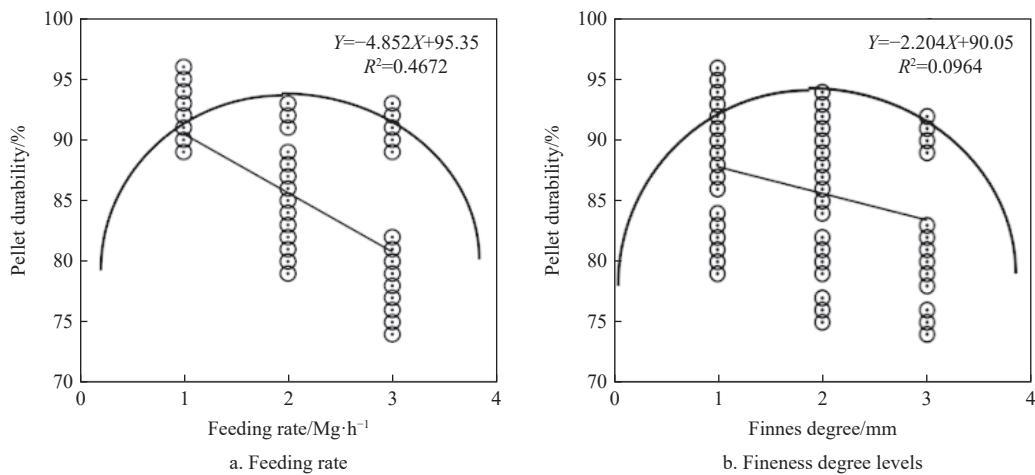 100
95
90
85
80
75
70
Pellet durability/%
Y=−4.852X+95.35
R²=0.4672
0 1 2 3 4
Feeding rate/Mg·h⁻¹
a. Feeding rate
100
95
90
85
80
75
70
Pellet durability/%
Y=−2.204X+90.05
R²=0.0964
0 1 2 3 4
Finnes degree/mm
b. Fineness degree levels